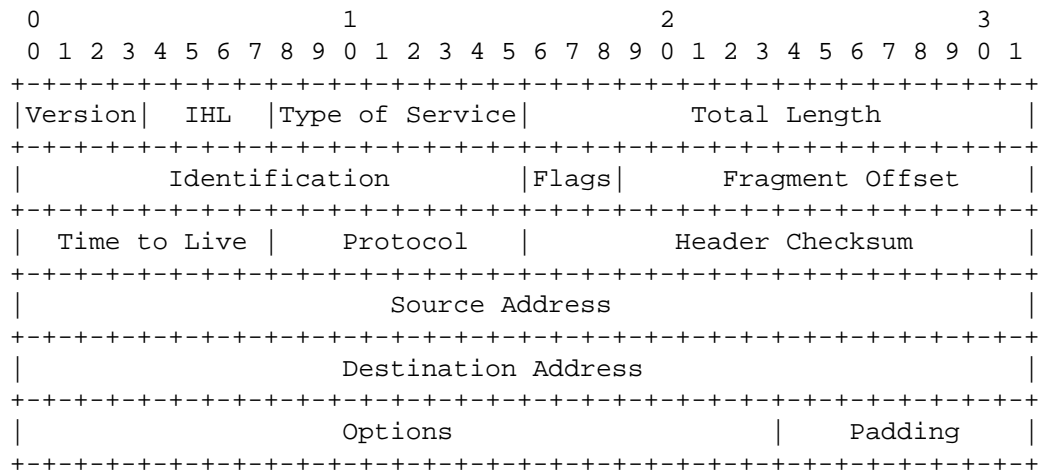 0                   1                   2                   3
 0 1 2 3 4 5 6 7 8 9 0 1 2 3 4 5 6 7 8 9 0 1 2 3 4 5 6 7 8 9 0 1
+-+-+-+-+-+-+-+-+-+-+-+-+-+-+-+-+-+-+-+-+-+-+-+-+-+-+-+-+-+-+-+-+
|Version|  IHL  |Type of Service|          Total Length         |
+-+-+-+-+-+-+-+-+-+-+-+-+-+-+-+-+-+-+-+-+-+-+-+-+-+-+-+-+-+-+-+-+
|         Identification        |Flags|      Fragment Offset    |
+-+-+-+-+-+-+-+-+-+-+-+-+-+-+-+-+-+-+-+-+-+-+-+-+-+-+-+-+-+-+-+-+
|  Time to Live |    Protocol   |         Header Checksum       |
+-+-+-+-+-+-+-+-+-+-+-+-+-+-+-+-+-+-+-+-+-+-+-+-+-+-+-+-+-+-+-+-+
|                       Source Address                          |
+-+-+-+-+-+-+-+-+-+-+-+-+-+-+-+-+-+-+-+-+-+-+-+-+-+-+-+-+-+-+-+-+
|                    Destination Address                        |
+-+-+-+-+-+-+-+-+-+-+-+-+-+-+-+-+-+-+-+-+-+-+-+-+-+-+-+-+-+-+-+-+
|                    Options                    |    Padding    |
+-+-+-+-+-+-+-+-+-+-+-+-+-+-+-+-+-+-+-+-+-+-+-+-+-+-+-+-+-+-+-+-+